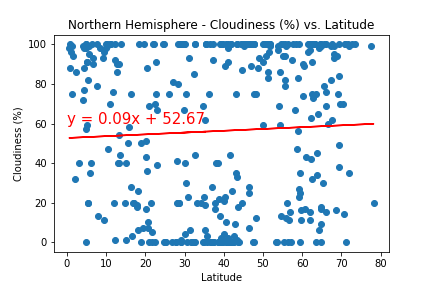 Northern Hemisphere - Cloudiness (%) vs. Latitude
100
80
60
40
20
0
Cloudiness (%)
y = 0.09x + 52.67
0 10 20 30 40 50 60 70 80
Latitude